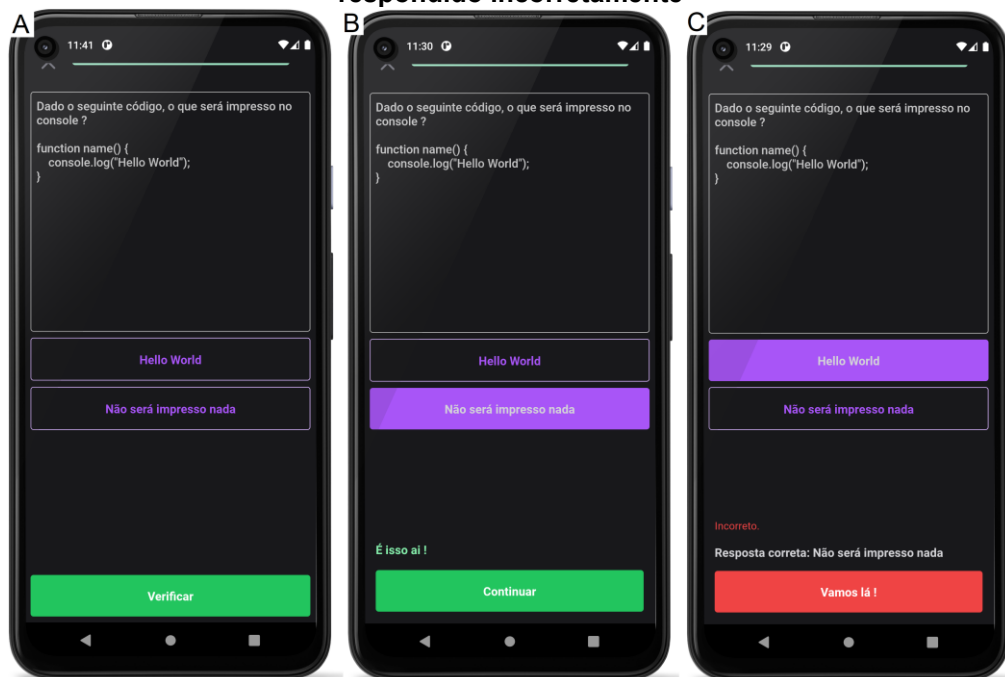 respondido incorretamente
A
11:41
Dado o seguinte código, o que será impresso no
console ?
function name() {
console.log("Hello World");
}
Hello World
Não será impresso nada
Verificar
B
11:30
Dado o seguinte código, o que será impresso no
console ?
function name() {
console.log("Hello World");
}
Hello World
Não será impresso nada
É isso ai !
Continuar
C
11:29
Dado o seguinte código, o que será impresso no
console ?
function name() {
console.log("Hello World");
}
Hello World
Não será impresso nada
Incorreto.
Resposta correta: Não será impresso nada
Vamos lá !